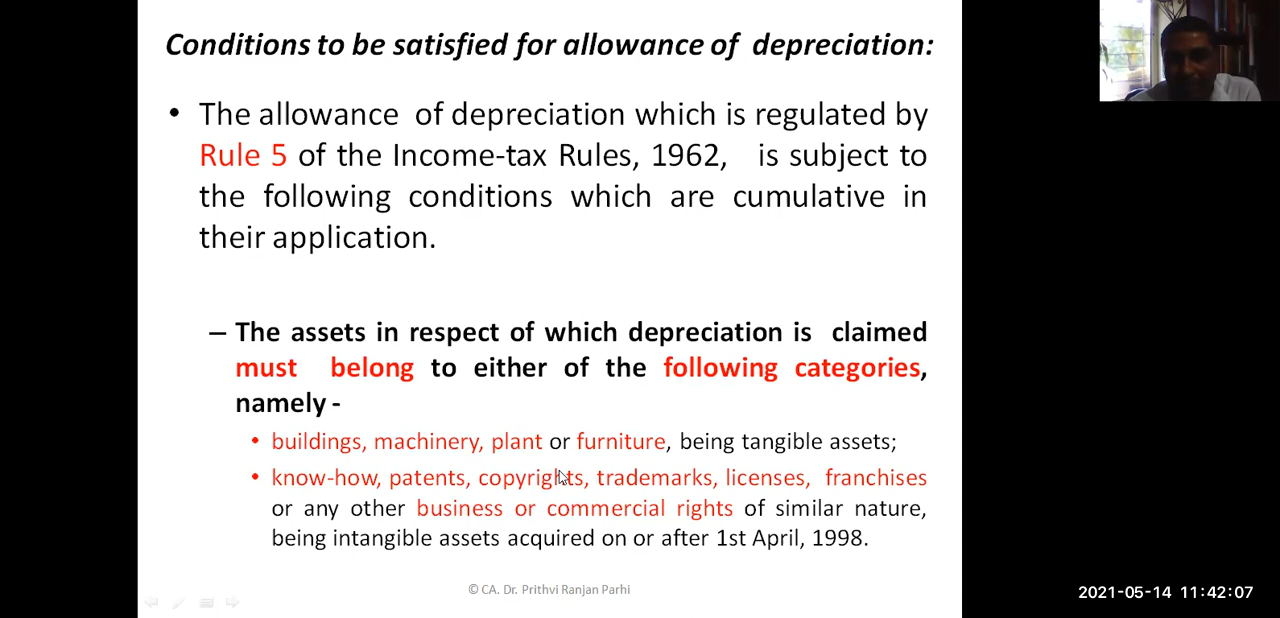 Conditions to be satisfied for allowance of depreciation:
• The allowance of depreciation which is regulated by
Rule 5 of the Income-tax Rules, 1962, is subject to
the following conditions which are cumulative in
their application.
– The assets in respect of which depreciation is claimed
must belong to either of the following categories,
namely -
• buildings, machinery, plant or furniture, being tangible assets;
• know-how, patents, copyrights, trademarks, licenses, franchises
or any other business or commercial rights of similar nature,
being intangible assets acquired on or after 1st April, 1998.
© CA. Dr. Prithvi Ranjan Parhi
2021-05-14 11:42:07